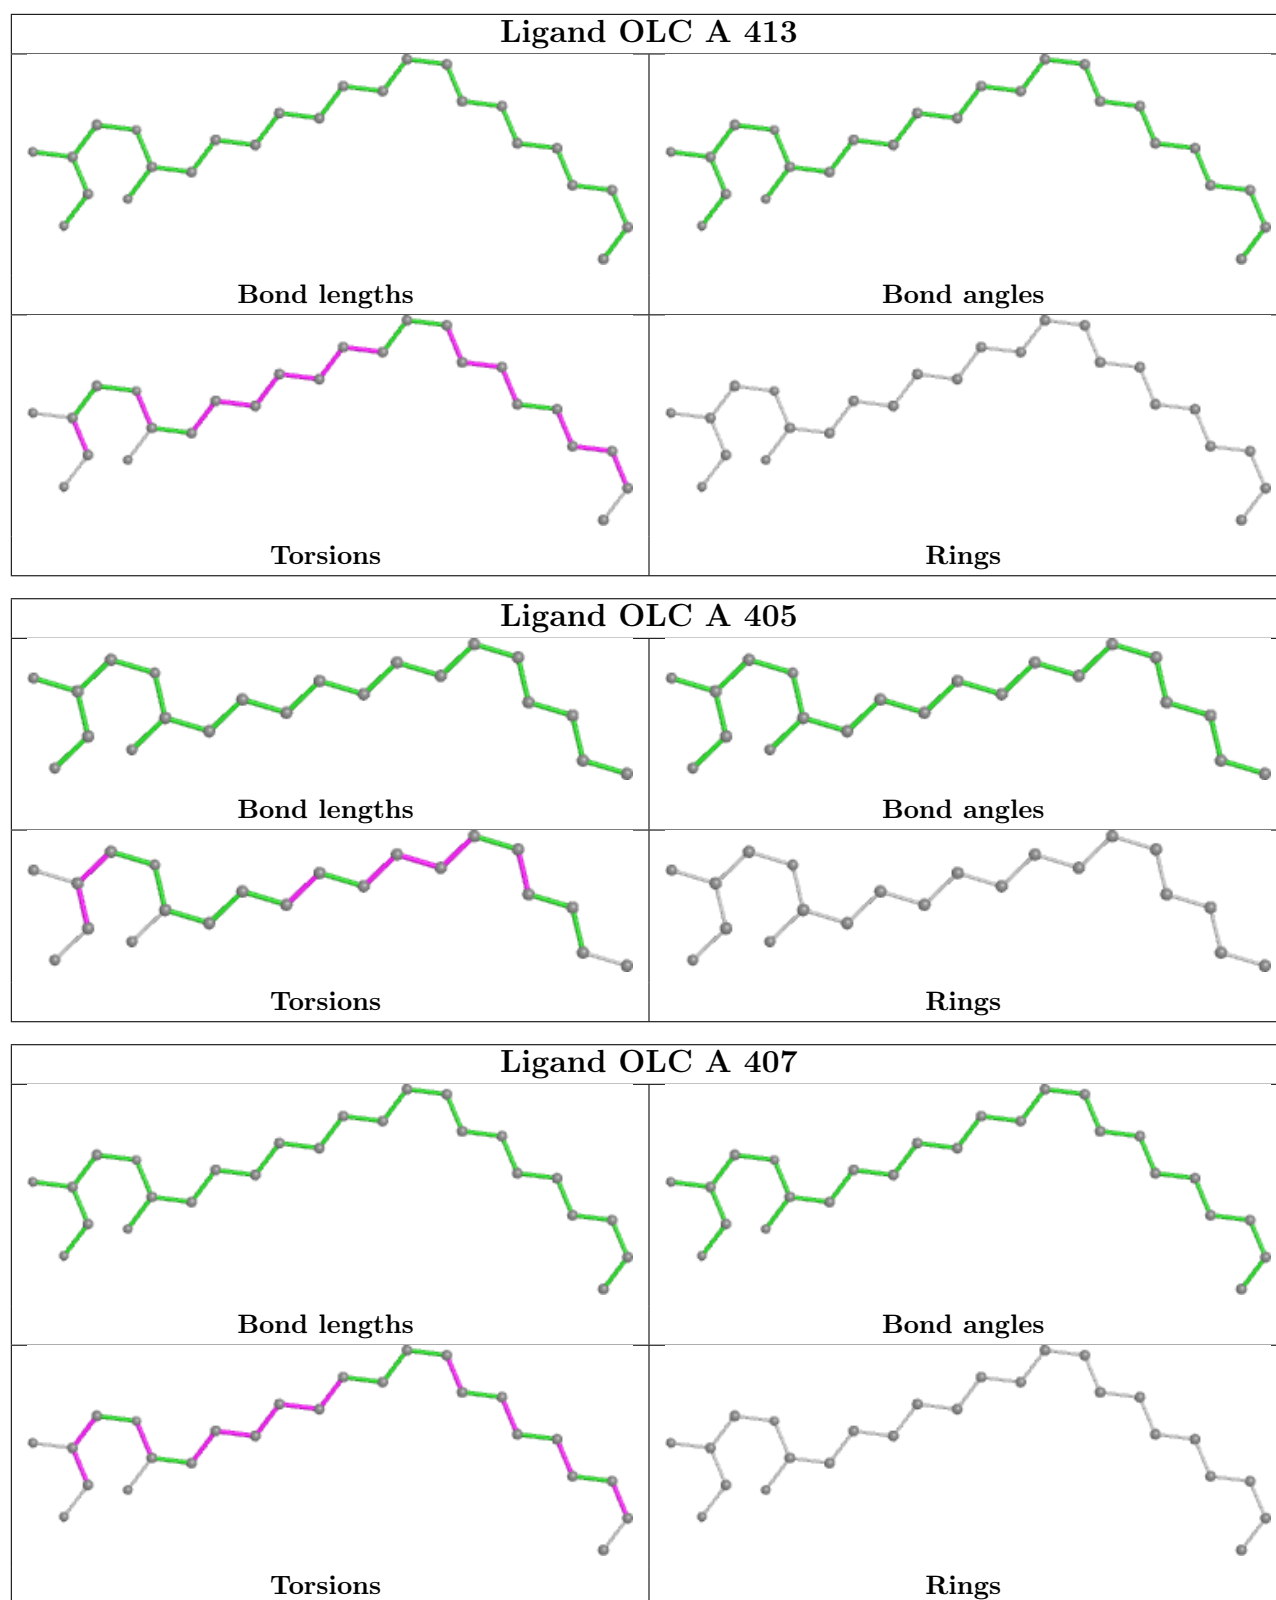 Ligand OLC A 413
Bond lengths
Bond angles
Torsions
Rings
Ligand OLC A 405
Bond lengths
Bond angles
Torsions
Rings
Ligand OLC A 407
Bond lengths
Bond angles
Torsions
Rings